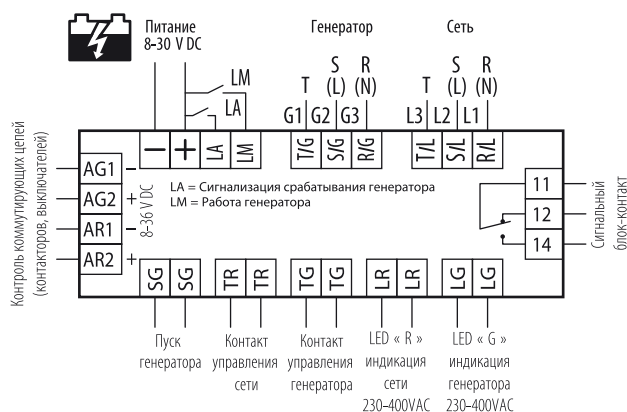 Питание
8–30 V DC
Генератор
Сеть
LM
LA
T
S
(L)
R
(N)
T
S
(L)
R
(N)
G1 G2 G3
L3 L2 L1
– + LA LM T/G S/G R/G T/L S/L R/L
Контроль коммутирующих цепей
(контакторов, выключателей)
AG1 –
AG2 +
AR1 –
AR2 +
8–36 V DC
LA = Сигнализация срабатывания генератора
LM = Работа генератора
11
12
14
Сигнальный
блок-контакт
SG SG TR TR TG TG LR LR LG LG
Пуск
генератора
Контакт
управления
сети
Контакт
управления
генератора
LED « R »
индикация
сети
230–400VAC
LED « G »
индикация
генератора
230–400VAC